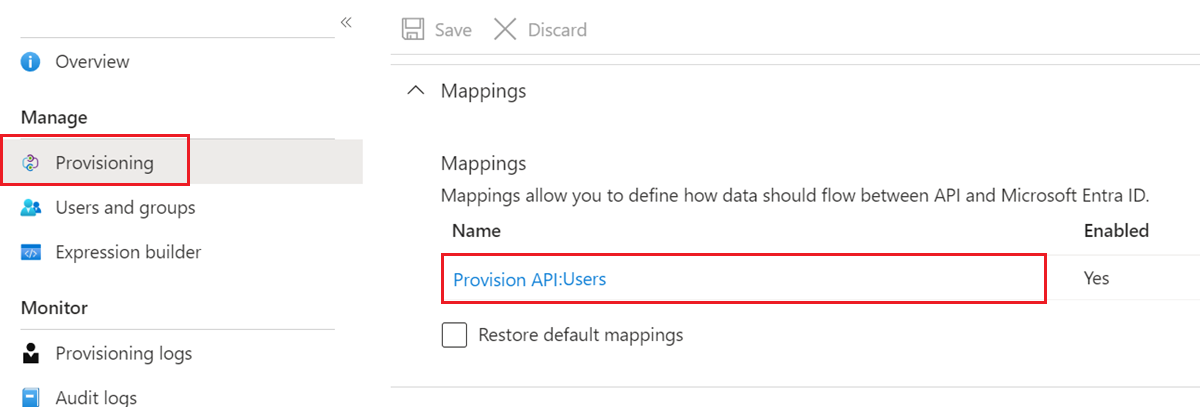 «
Overview
Manage
Provisioning
Users and groups
Expression builder
Monitor
Provisioning logs
Audit logs
Save Discard
Mappings
Mappings
Mappings allow you to define how data should flow between API and Microsoft Entra ID.
Name Enabled
Provision API:Users Yes
Restore default mappings